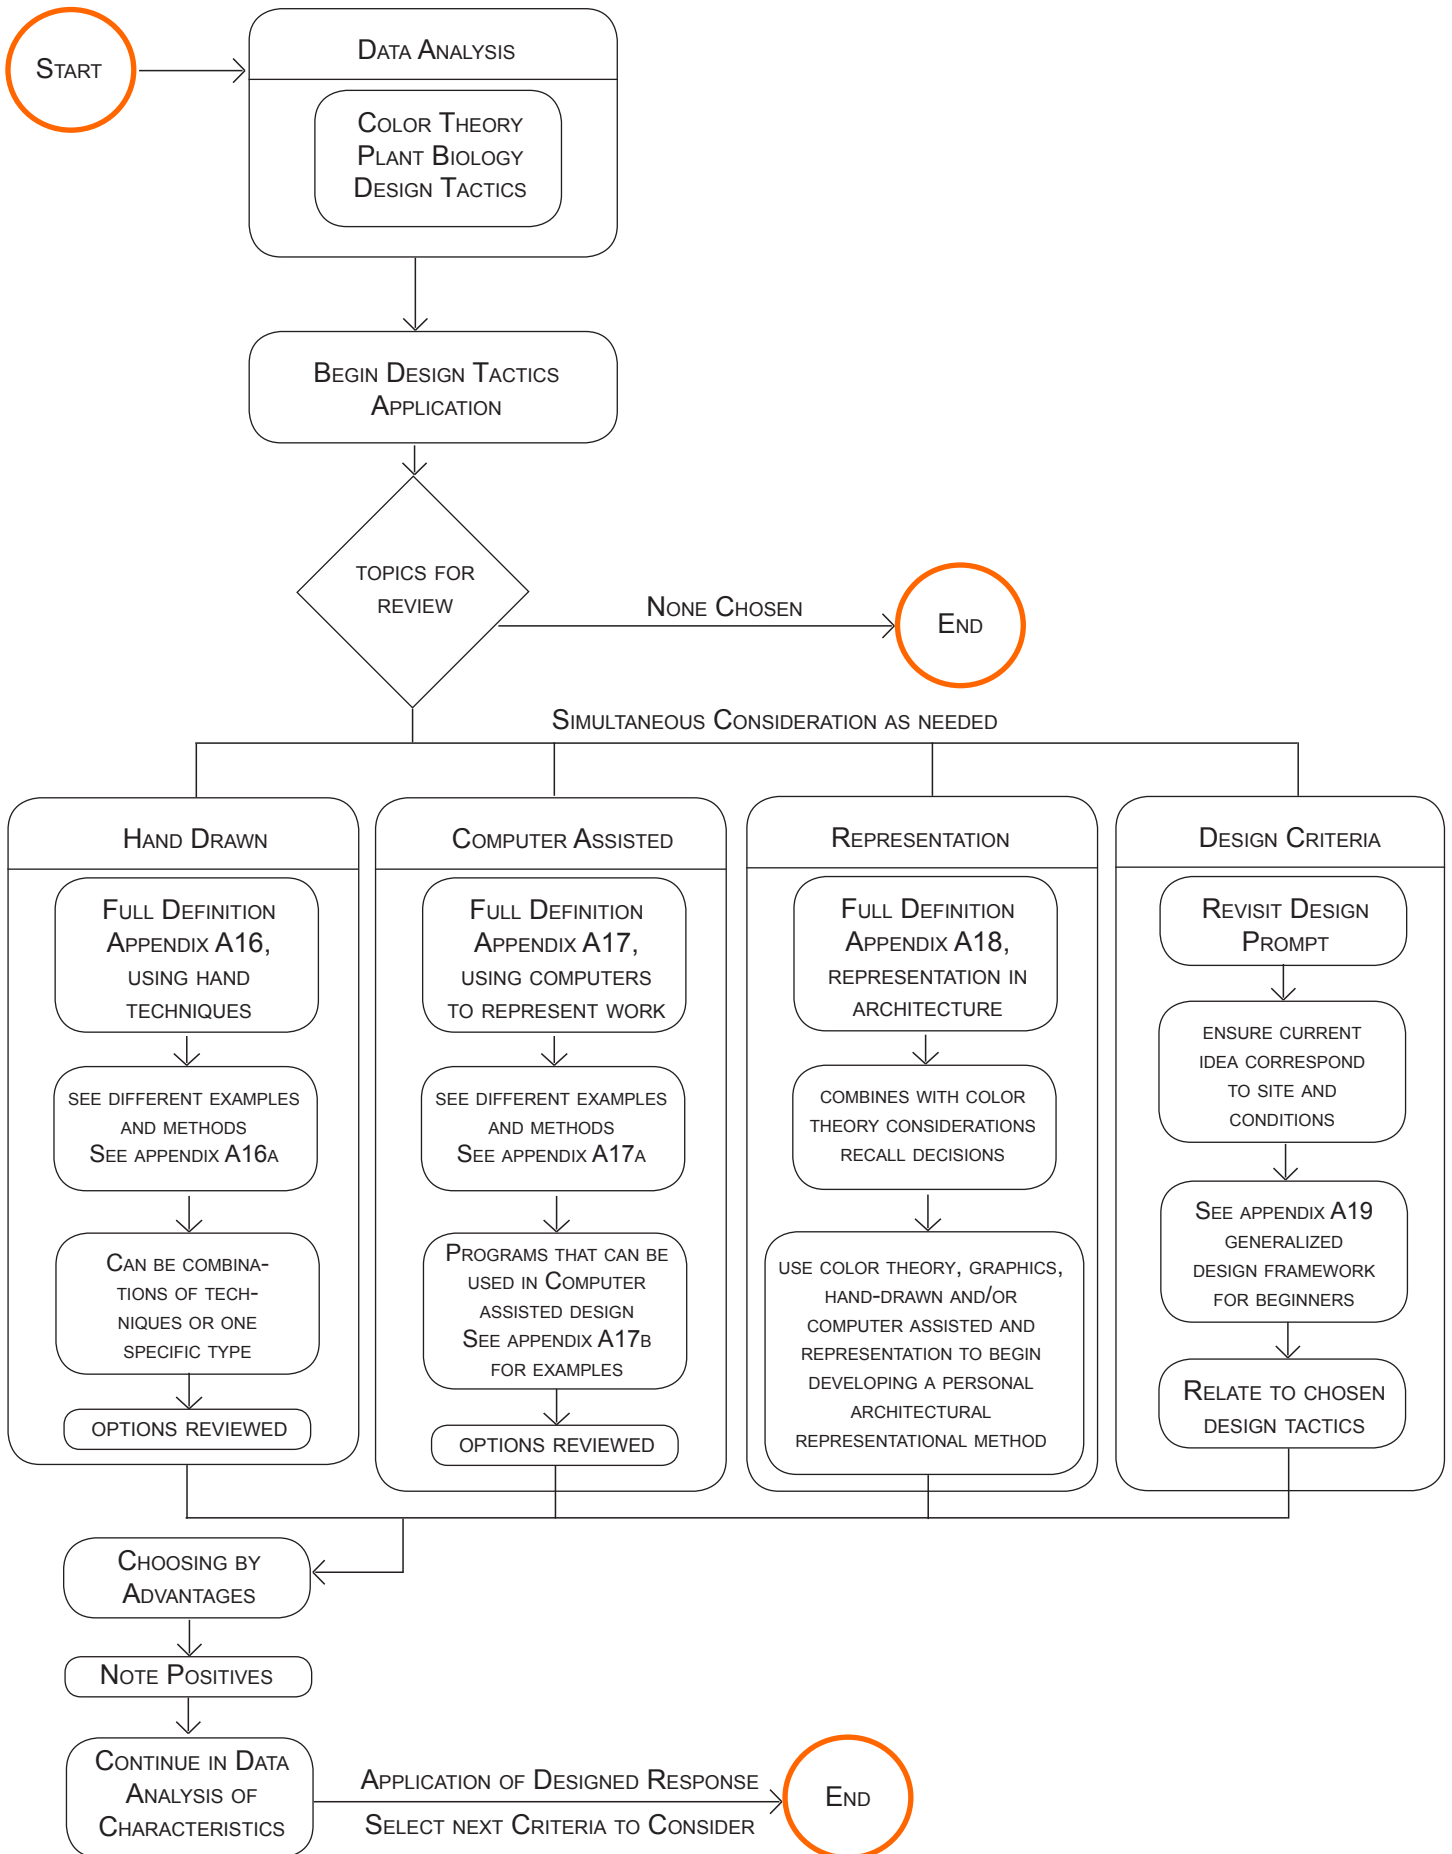 Start
Data Analysis
Color Theory
Plant Biology
Design Tactics
Begin Design Tactics
Application
topics for
review
None Chosen
End
Simultaneous Consideration as needed
Hand Drawn
Full Definition
Appendix A16,
using hand
techniques
see different examples
and methods
See appendix A16a
Can be combina-
tions of tech-
niques or one
specific type
options reviewed
Computer Assisted
Full Definition
Appendix A17,
using computers
to represent work
see different examples
and methods
See appendix A17a
Programs that can be
used in Computer
assisted design
See appendix A17b
for examples
options reviewed
Representation
Full Definition
Appendix A18,
representation in
architecture
combines with color
theory considerations
recall decisions
use color theory, graphics,
hand-drawn and/or
computer assisted and
representation to begin
developing a personal
architectural
representational method
Design Criteria
Revisit Design
Prompt
ensure current
idea correspond
to site and
conditions
See appendix A19
generalized
design framework
for beginners
Relate to chosen
design tactics
Choosing by
Advantages
Note Positives
Continue in Data
Analysis of
Characteristics
Application of Designed Response
Select next Criteria to Consider
End